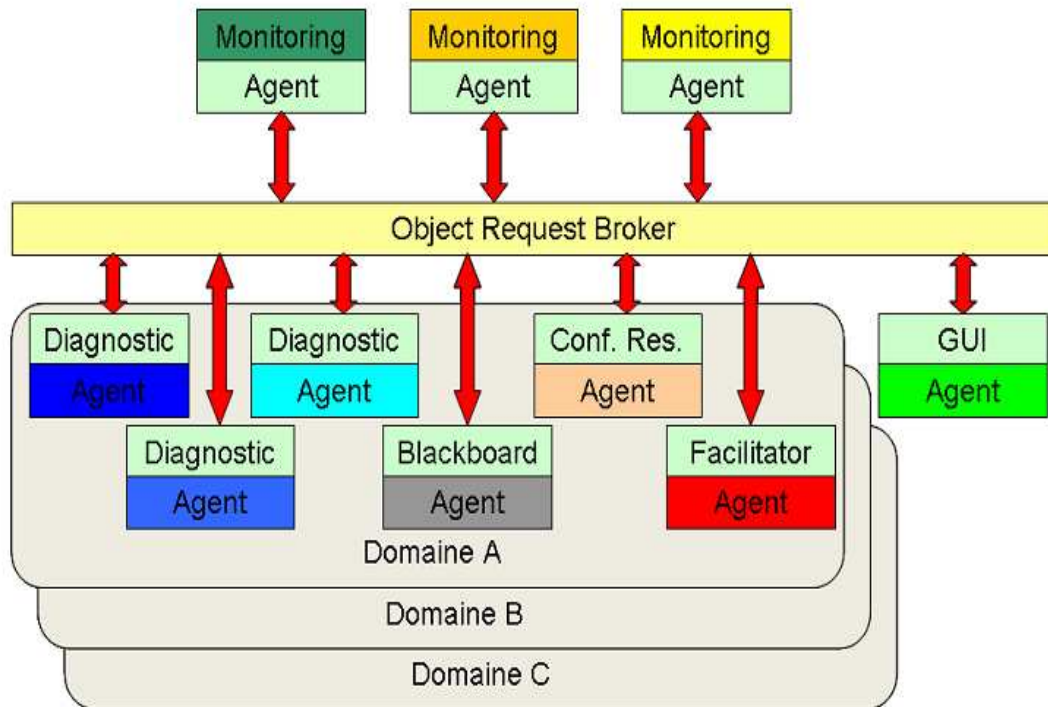 Monitoring
Agent
Monitoring
Agent
Monitoring
Agent
Object Request Broker
Diagnostic
Agent
Diagnostic
Agent
Conf. Res.
Agent
GUI
Agent
Diagnostic
Agent
Blackboard
Agent
Facilitator
Agent
Domaine A
Domaine B
Domaine C